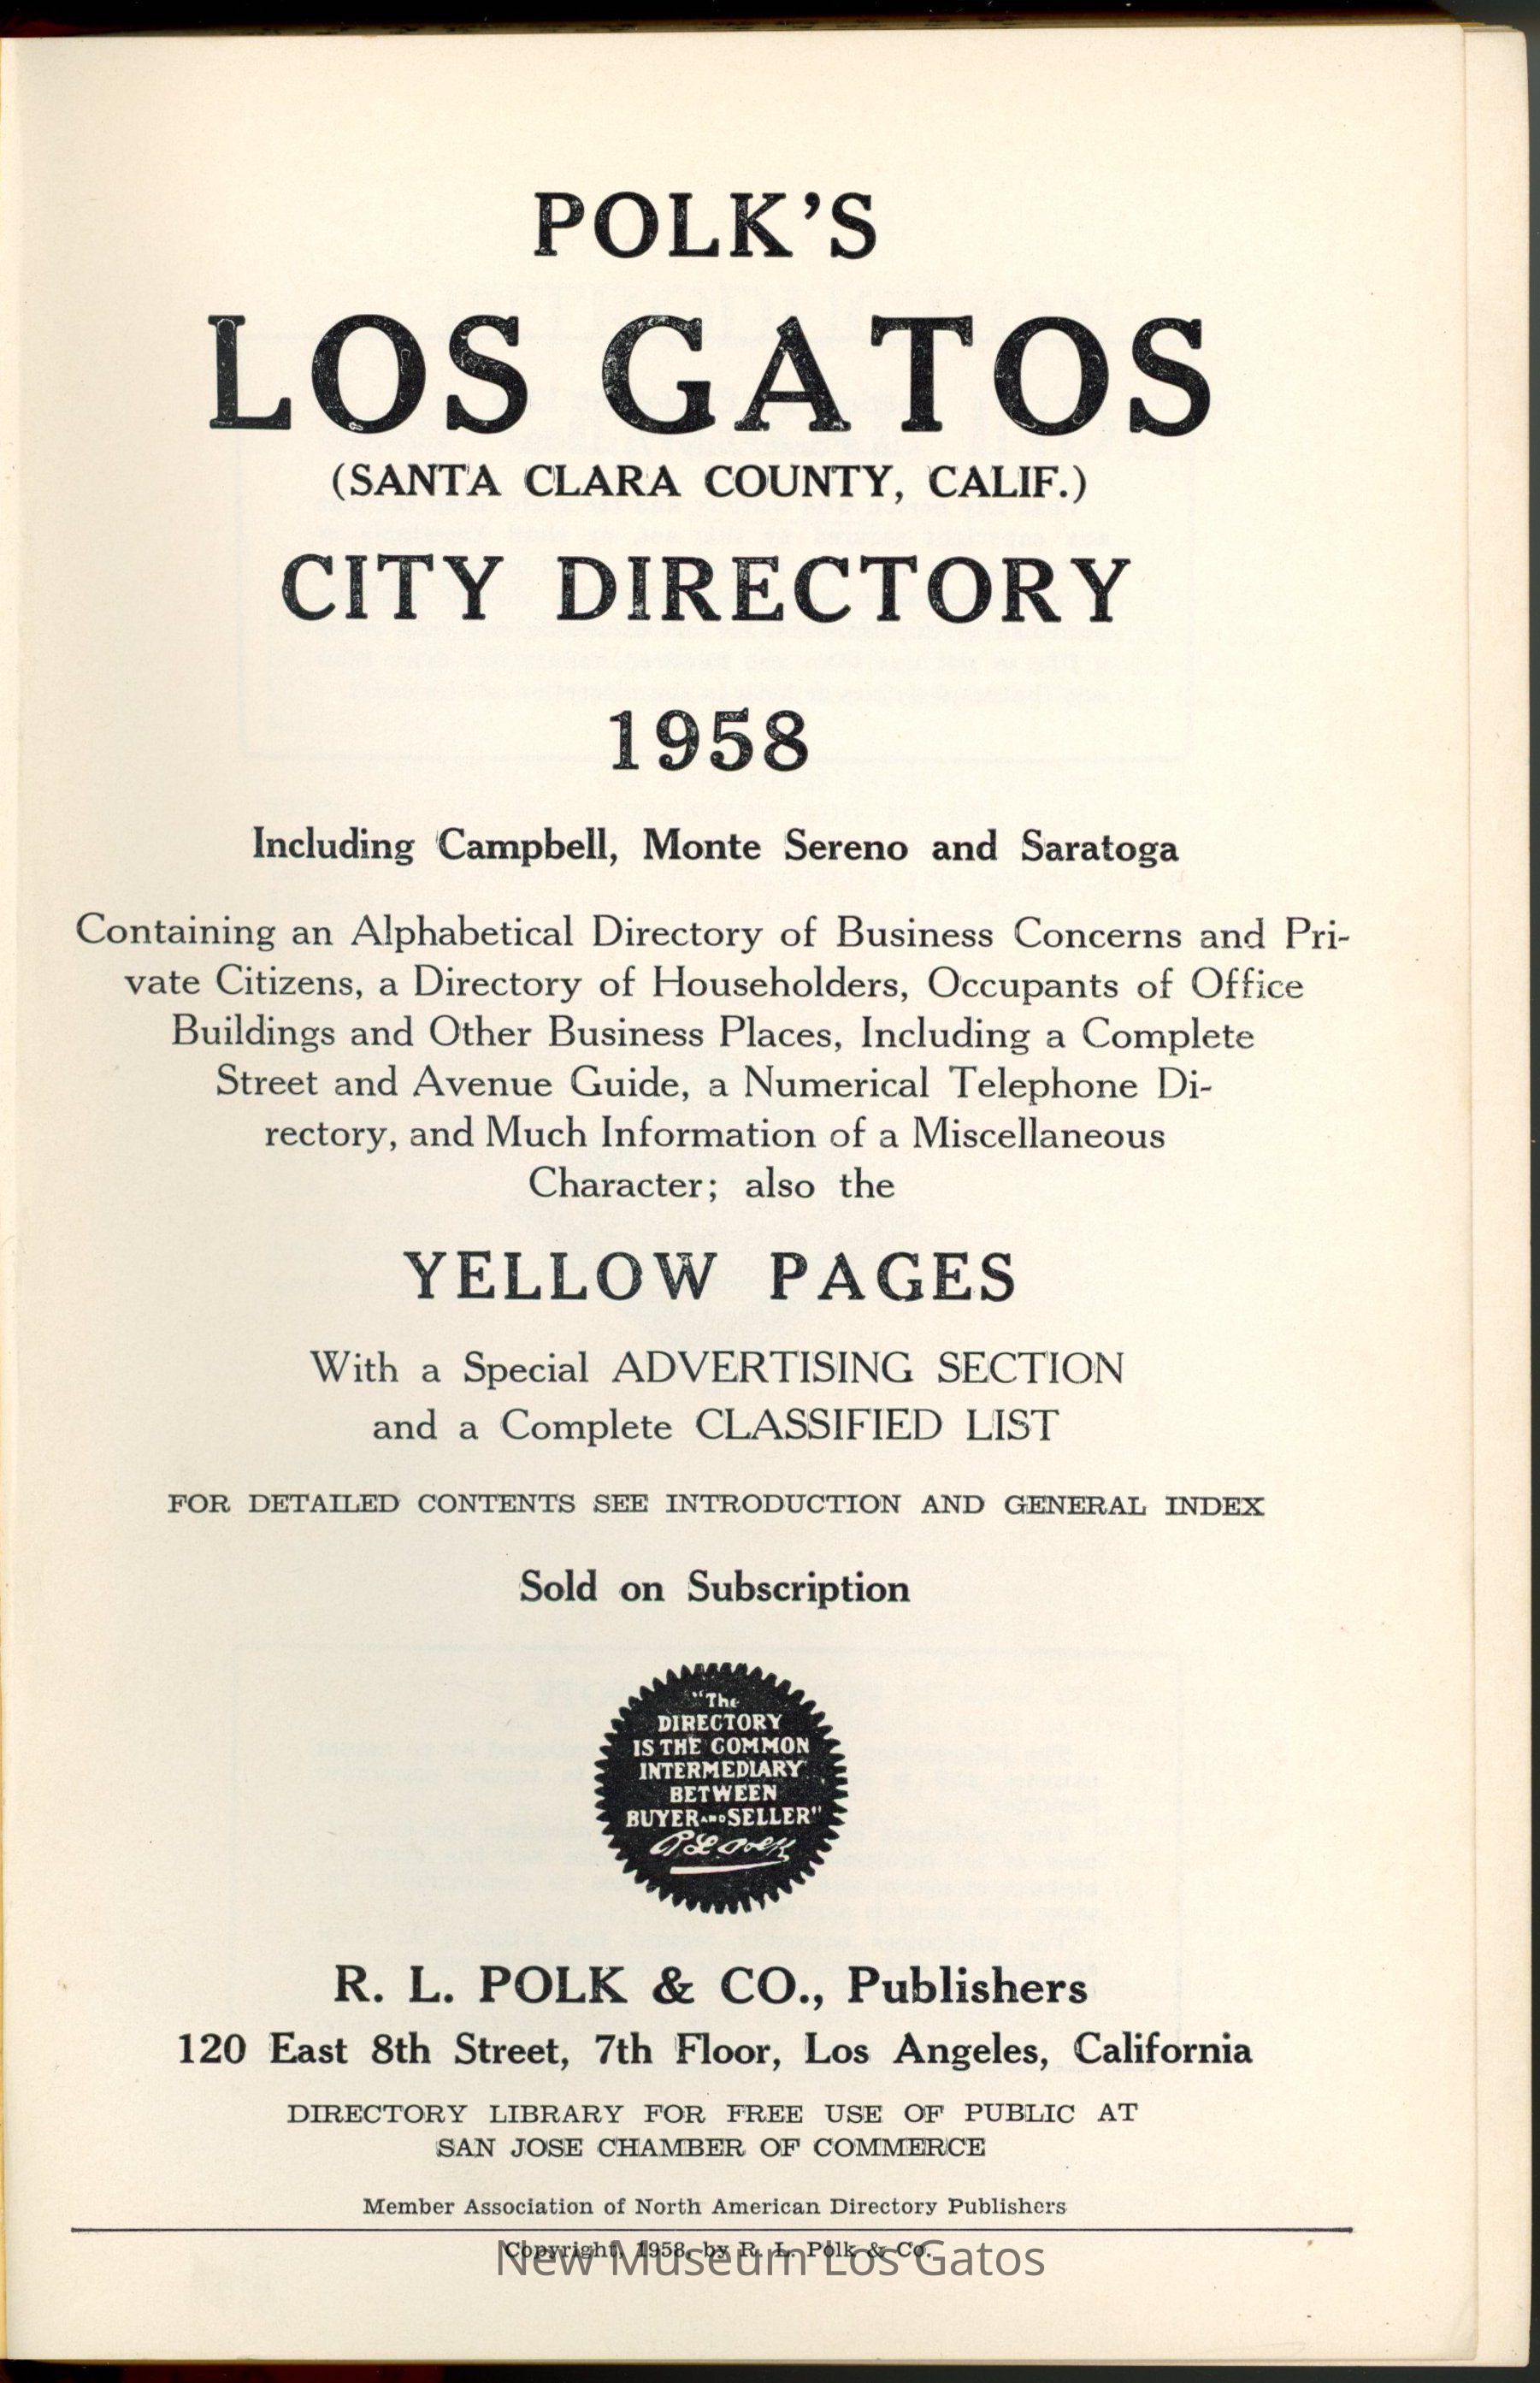 POLK'S
LOS GATOS
(SANTA CLARA COUNTY, CALIF.)
CITY DIRECTORY
1958
Including Campbell, Monte Sereno and Saratoga
Containing an Alphabetical Directory of Business Concerns and Pri-
vate Citizens, a Directory of Householders, Occupants of Office
Buildings and Other Business Places, Including a Complete
Street and Avenue Guide, a Numerical Telephone Di-
rectory, and Much Information of a Miscellaneous
Character; also the
YELLOW PAGES
With a Special ADVERTISING SECTION
and a Complete CLASSIFIED LIST
FOR DETAILED CONTENTS SEE INTRODUCTION AND GENERAL INDEX
Sold on Subscription
"The
DIRECTORY
IS THE COMMON
INTERMEDIARY
BETWEEN
BUYER AND SELLER"
R L Polk
R. L. POLK & CO., Publishers
120 East 8th Street, 7th Floor, Los Angeles, California
DIRECTORY LIBRARY FOR FREE USE OF PUBLIC AT
SAN JOSE CHAMBER OF COMMERCE
Member Association of North American Directory Publishers
Copyright, 1958, by R. L. Polk & Co.
New Museum Los Gatos